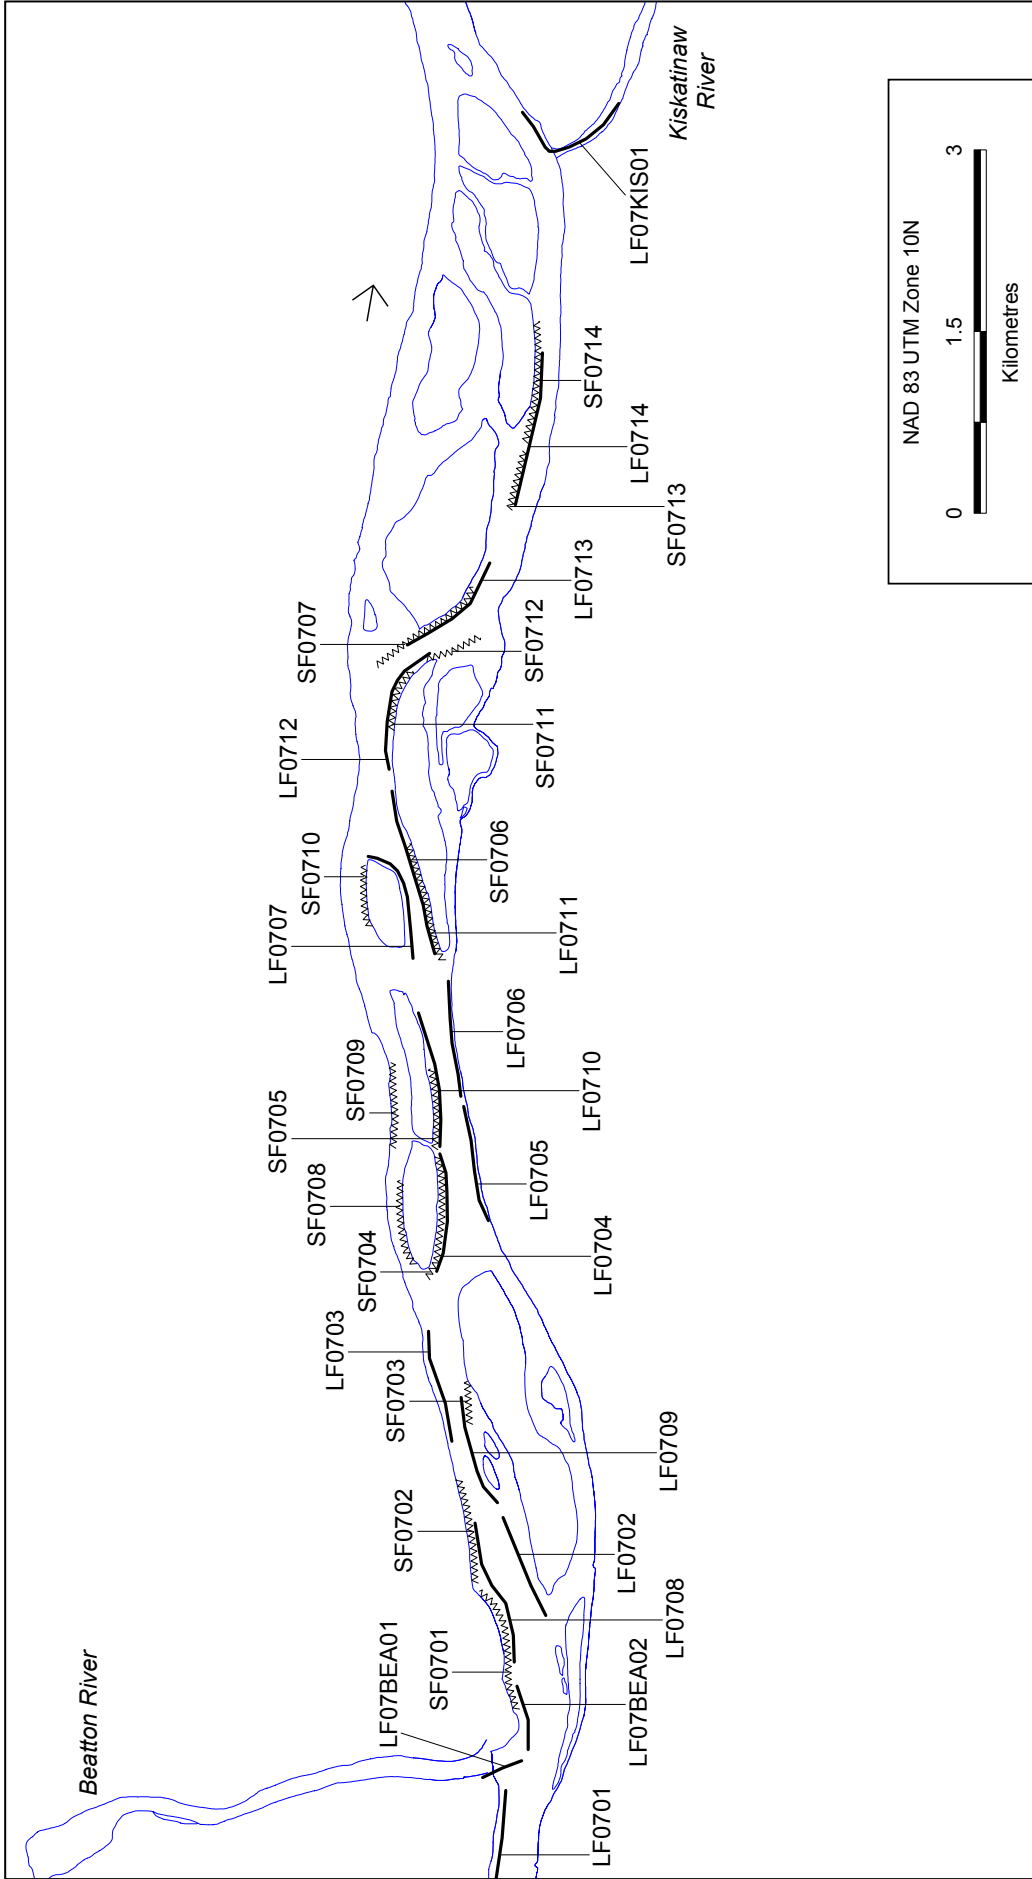 Beatton River
LF07BEA01
SF0701
SF0702
SF0703
LF0703
SF0704
SF0708
SF0705
SF0709
LF0707
SF0710
LF0712
SF0707
LF0701
LF07BEA02
LF0708
LF0702
LF0709
LF0704
LF0705
LF0710
LF0706
LF0711
SF0706
SF0711
SF0712
LF0713
SF0713
LF0714
SF0714
LF07KIS01
Kiskatinaw
River
NAD 83 UTM Zone 10N
0 1.5 3
Kilometres